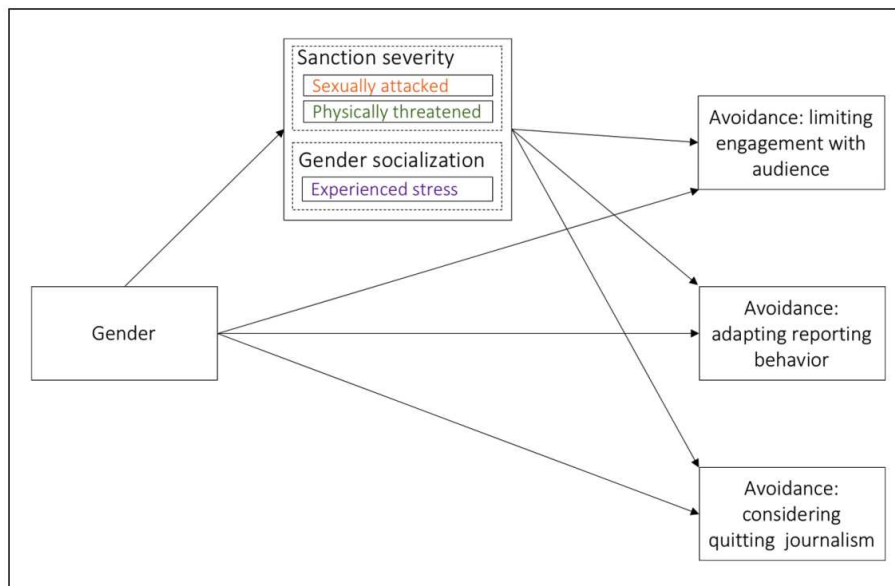 Sanction severity
Sexually attacked
Physically threatened
Gender socialization
Experienced stress
Avoidance: limiting
engagement with
audience
Gender
Avoidance:
adapting reporting
behavior
Avoidance:
considering
quitting journalism